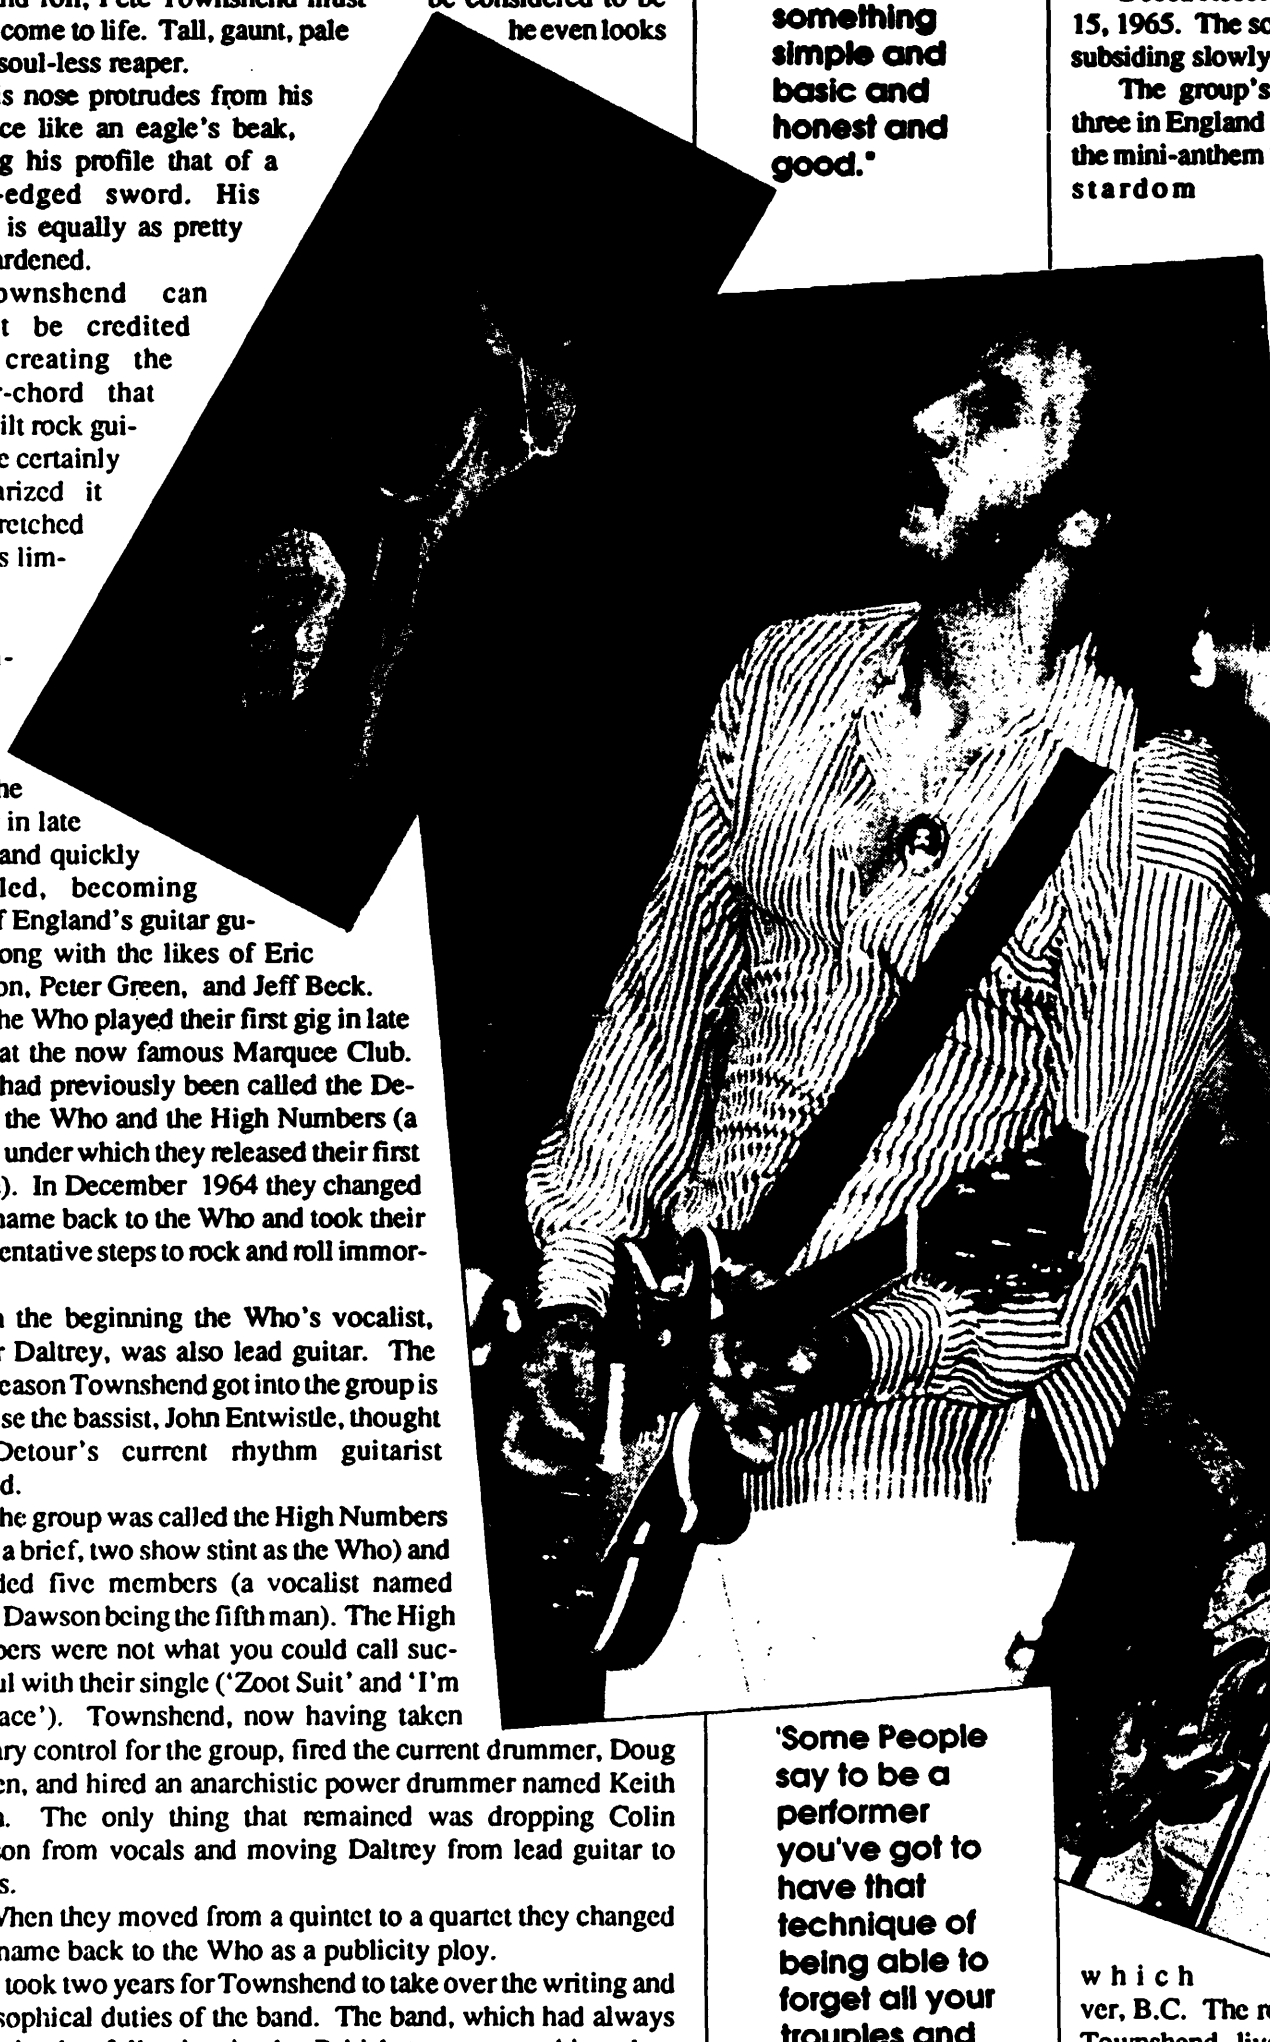 and roll, Pete Townshend must
come to life. Tall, gaunt, pale
soul-less reaper.
is nose protrudes from his
ce like an eagle's beak,
g his profile that of a
-edged sword. His
is equally as pretty
ardened.
ownshend can
t be credited
creating the
r-chord that
ilt rock gui-
e certainly
arized it
retched
s lim-
he
in late
and quickly
led, becoming
f England's guitar gu-
ong with the likes of Eric
on, Peter Green, and Jeff Beck.
he Who played their first gig in late
at the now famous Marquee Club.
had previously been called the De-
the Who and the High Numbers (a
under which they released their first
). In December 1964 they changed
name back to the Who and took their
entative steps to rock and roll immor-
n the beginning the Who's vocalist,
r Daltrey, was also lead guitar. The
eason Townshend got into the group is
se the bassist, John Entwistle, thought
Detour's current rhythm guitarist
d.
he group was called the High Numbers
a brief, two show stint as the Who) and
ded five members (a vocalist named
Dawson being the fifth man). The High
bers were not what you could call suc-
ul with their single ('Zoot Suit' and 'I'm
ace'). Townshend, now having taken
ary control for the group, fired the current drummer, Doug
en, and hired an anarchistic power drummer named Keith
n. The only thing that remained was dropping Colin
son from vocals and moving Daltrey from lead guitar to
s.
When they moved from a quintet to a quartet they changed
name back to the Who as a publicity ploy.
took two years for Townshend to take over the writing and
sophical duties of the band. The band, which had always
be considered to be
he even looks
something
simple and
basic and
honest and
good."
'Some People
say to be a
performer
you've got to
have that
technique of
being able to
forget all your
troubles and
15, 1965. The so
subsiding slowly
The group's
three in England
the mini-anthem
stardom
which
ver, B.C. The r
Townshend liv